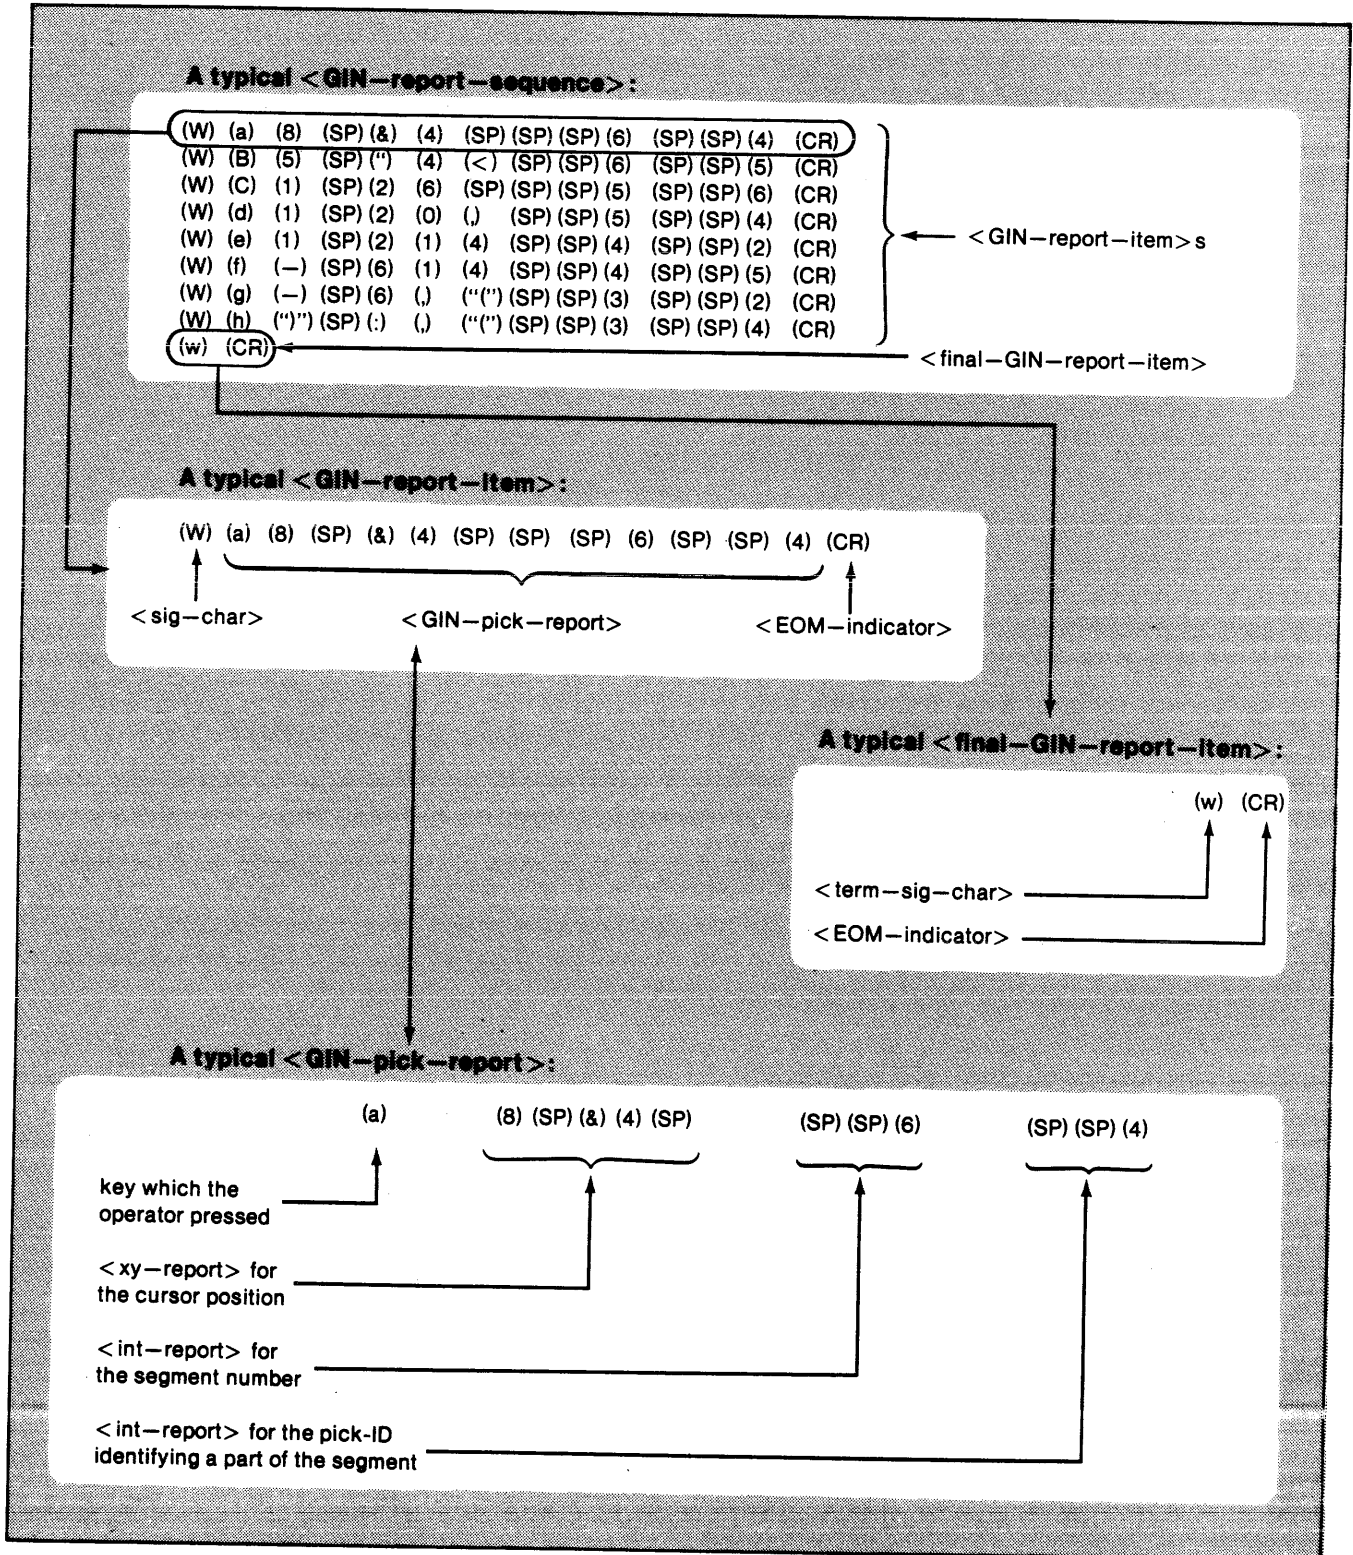 A typical <GIN—report—sequence>:
(W) (a) (8) (SP) (&) (4) (SP) (SP) (SP) (6) (SP) (SP) (4) (CR)
(W) (B) (5) (SP) (“) (4) (<) (SP) (SP) (6) (SP) (SP) (5) (CR)
(W) (C) (1) (SP) (2) (6) (SP) (SP) (SP) (5) (SP) (SP) (6) (CR)
(W) (d) (1) (SP) (2) (0) (,) (SP) (SP) (5) (SP) (SP) (4) (CR)
(W) (e) (1) (SP) (2) (1) (4) (SP) (SP) (4) (SP) (SP) (2) (CR)
(W) (f) (—) (SP) (6) (1) (4) (SP) (SP) (4) (SP) (SP) (5) (CR)
(W) (g) (—) (SP) (6) (,) (“(”) (SP) (SP) (3) (SP) (SP) (2) (CR)
(W) (h) (“)”) (SP) (:) (,) (“(”) (SP) (SP) (3) (SP) (SP) (4) (CR)
(w) (CR)
<GIN—report—item>s
<final—GIN—report—item>
A typical <GIN—report—item>:
(W) (a) (8) (SP) (&) (4) (SP) (SP) (SP) (6) (SP) (SP) (4) (CR)
<sig—char> <GIN—pick—report> <EOM—indicator>
A typical <final—GIN—report—item>:
(w) (CR)
<term—sig—char>
<EOM—indicator>
A typical <GIN—pick—report>:
(a) (8) (SP) (&) (4) (SP) (SP) (SP) (6) (SP) (SP) (4)
key which the
operator pressed
<xy—report> for
the cursor position
<int—report> for
the segment number
<int—report> for the pick-ID
identifying a part of the segment